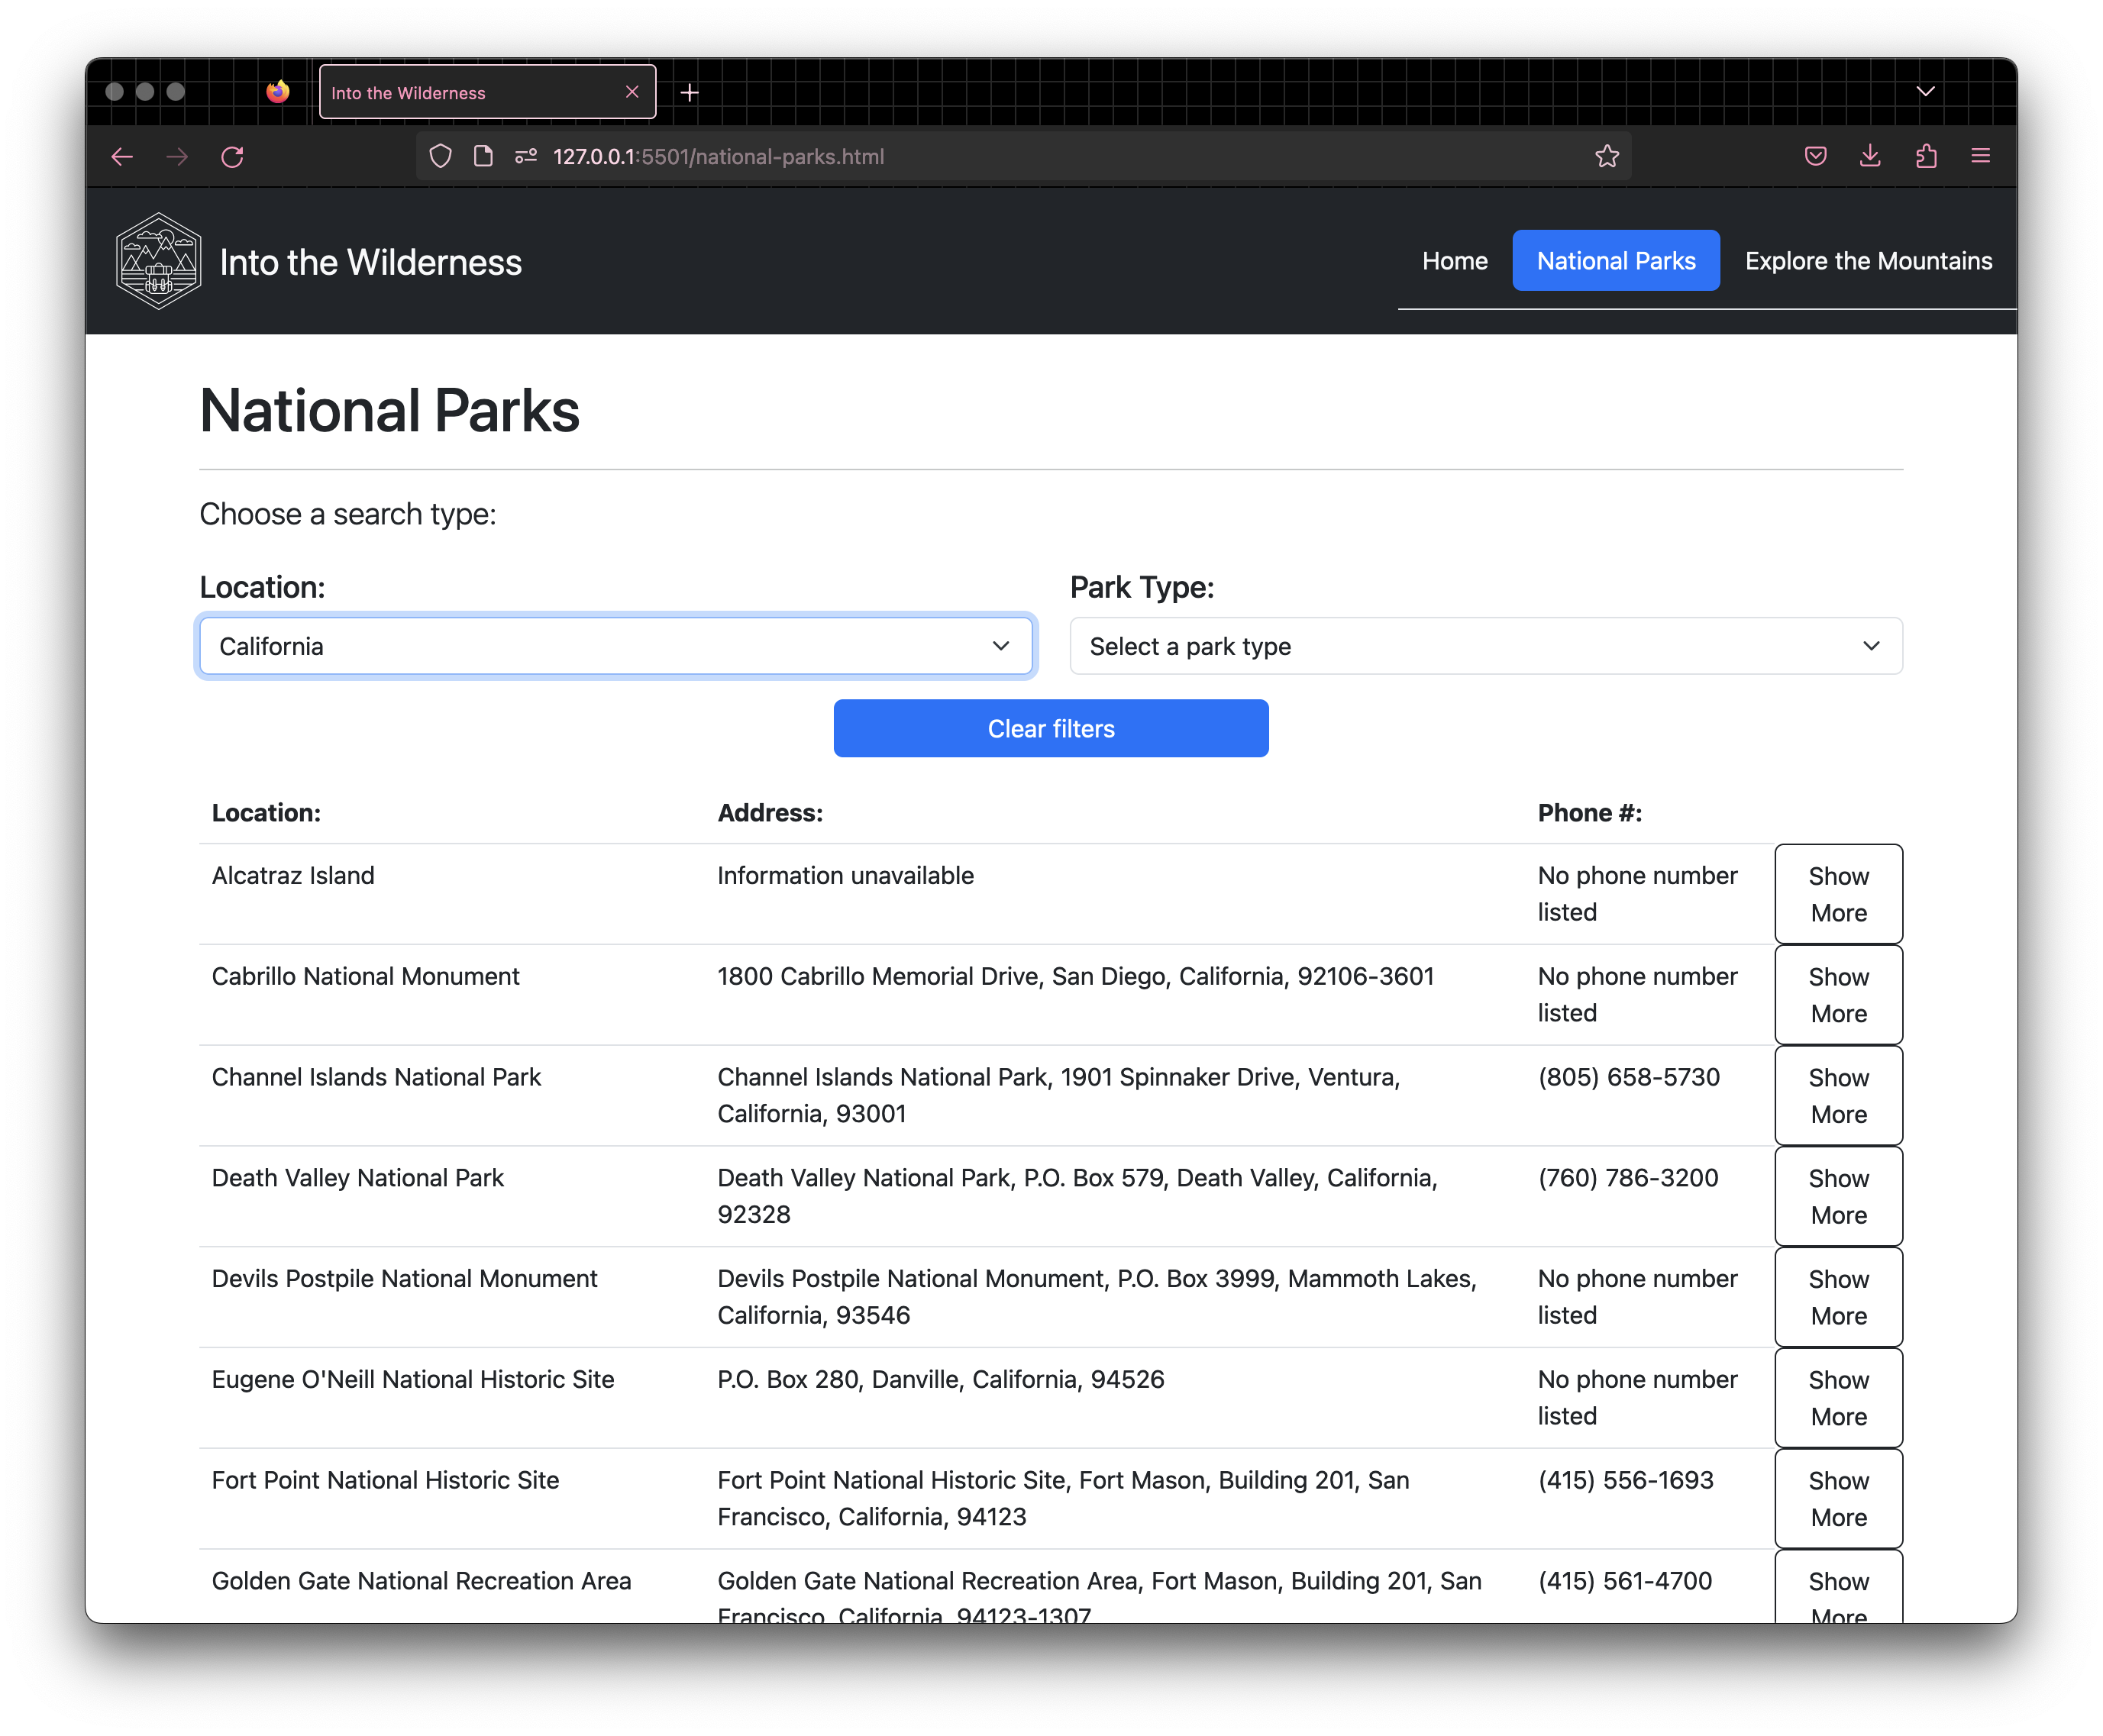 Into the Wilderness
127.0.0.1:5501/national-parks.html
Into the Wilderness
Home
National Parks
Explore the Mountains
National Parks
Choose a search type:
Location:
Park Type:
California
Select a park type
Clear filters
Location: Address: Phone #:
Alcatraz Island
Information unavailable
No phone number
listed
Show
More
Cabrillo National Monument
1800 Cabrillo Memorial Drive, San Diego, California, 92106-3601
No phone number
listed
Show
More
Channel Islands National Park
Channel Islands National Park, 1901 Spinnaker Drive, Ventura,
California, 93001
(805) 658-5730
Show
More
Death Valley National Park
Death Valley National Park, P.O. Box 579, Death Valley, California,
92328
(760) 786-3200
Show
More
Devils Postpile National Monument
Devils Postpile National Monument, P.O. Box 3999, Mammoth Lakes,
California, 93546
No phone number
listed
Show
More
Eugene O'Neill National Historic Site
P.O. Box 280, Danville, California, 94526
No phone number
listed
Show
More
Fort Point National Historic Site
Fort Point National Historic Site, Fort Mason, Building 201, San
Francisco, California, 94123
(415) 556-1693
Show
More
Golden Gate National Recreation Area
Golden Gate National Recreation Area, Fort Mason, Building 201, San
Francisco, California, 94123-1307
(415) 561-4700
Show
More